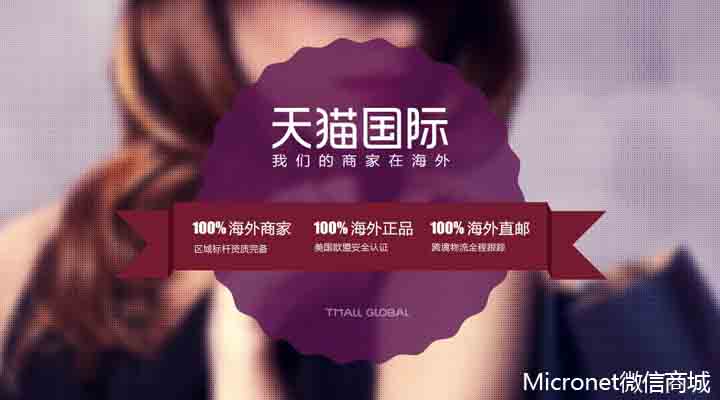 天猫国际
我们的商家在海外
100% 海外商家 100% 海外正品 100% 海外直邮
区域标杆资质完备 美国欧盟安全认证 跨境物流全程跟踪
TMALL GLOBAL
Micronet微信商城